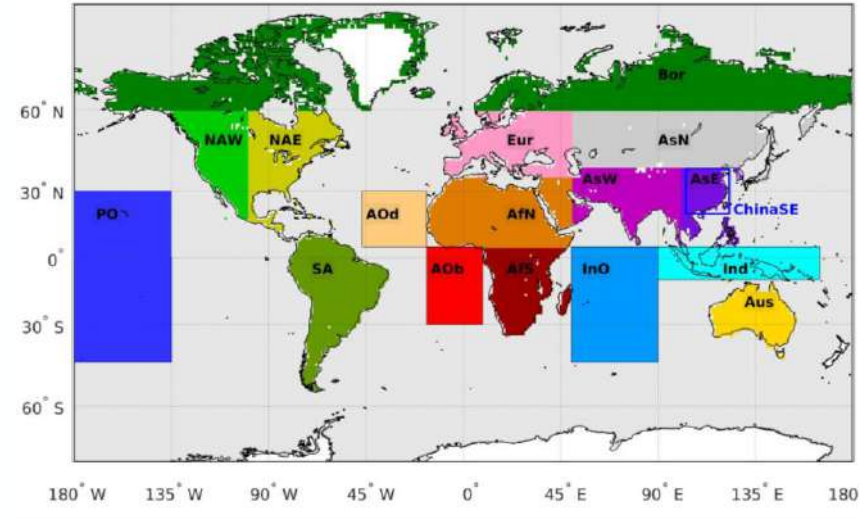 Bor
60° N
NAW NAE Eur AsN
30° N
AsW AsE
PO AOd AfN ChinaSE
0°
SA AOb AfS InO Ind
Aus
30° S
60° S
180° W 135° W 90° W 45° W 0° 45° E 90° E 135° E 180° E